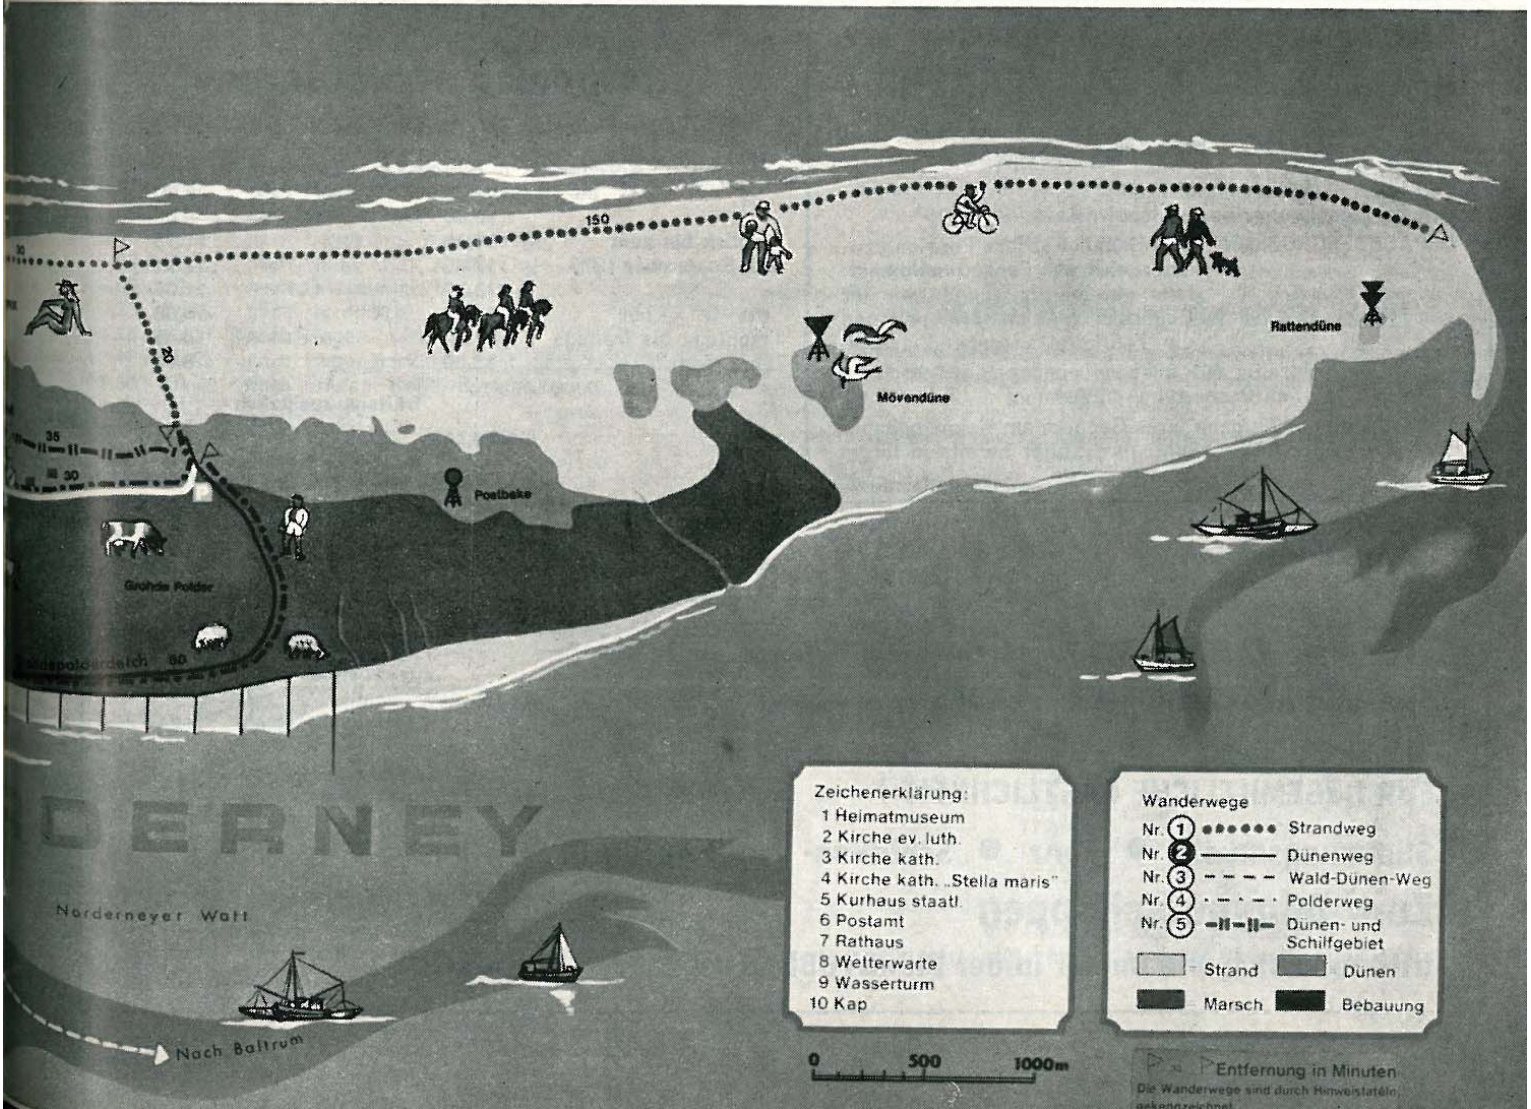 30
150
20
Rattendüne
Mövendüne
35
30
Postbake
Grohde Polder
60
DERNEY
Norderneyer Watt
Nach Baltrum
Zeichenerklärung:
1 Heimatmuseum
2 Kirche ev. luth.
3 Kirche kath.
4 Kirche kath. „Stella maris"
5 Kurhaus staatl.
6 Postamt
7 Rathaus
8 Wetterwarte
9 Wasserturm
10 Kap
0 500 1000m
Wanderwege
Nr. 1 Strandweg
Nr. 2 Dünenweg
Nr. 3 Wald-Dünen-Weg
Nr. 4 Polderweg
Nr. 5 Dünen- und
Schilfgebiet
Strand Dünen
Marsch Bebauung
Entfernung in Minuten
Die Wanderwege sind durch Hinweistafeln
gekennzeichnet